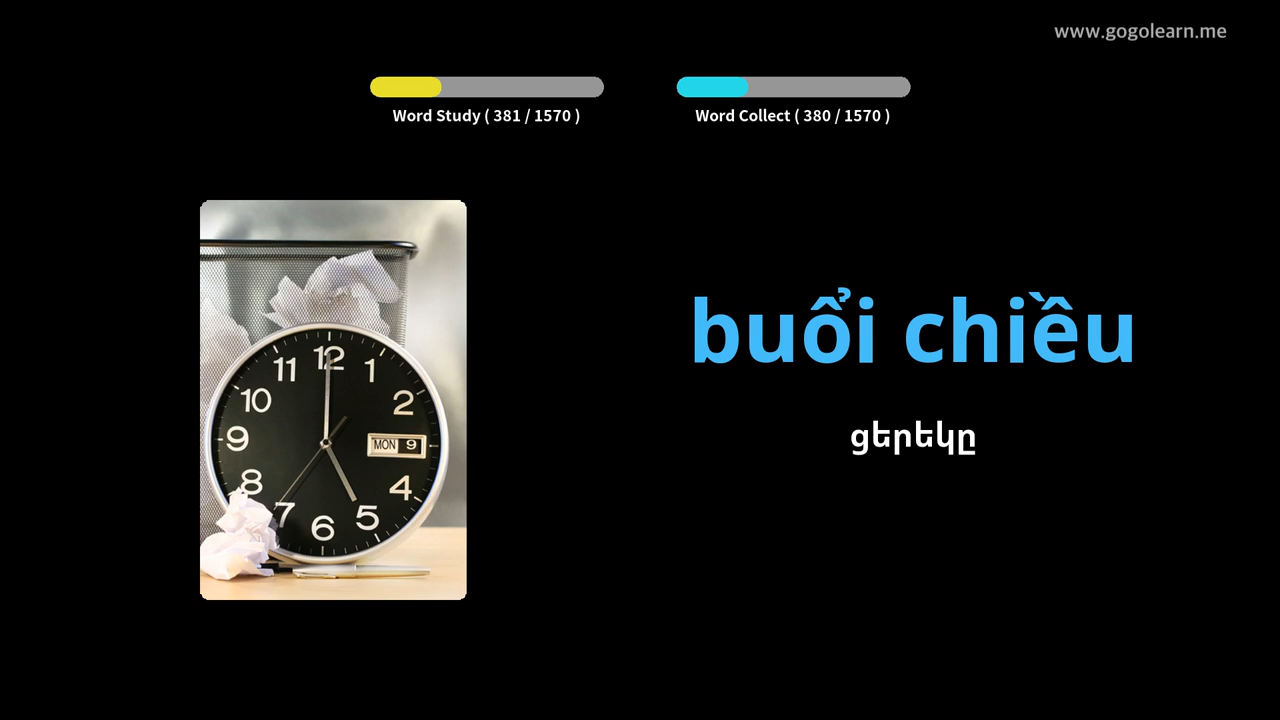 www.gogolearn.me
Word Study ( 381 / 1570 )
Word Collect ( 380 / 1570 )
buổi chiều
ցերեկը
12
11
1
10
2
9
MON 9
8
4
7
5
6